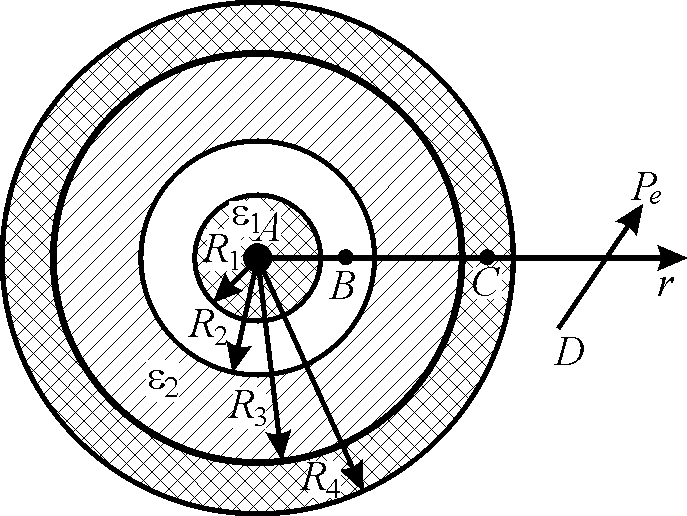 ε₁A
Pₑ
R₁
B
C
r
R₂
D
ε₂
R₃
R₄